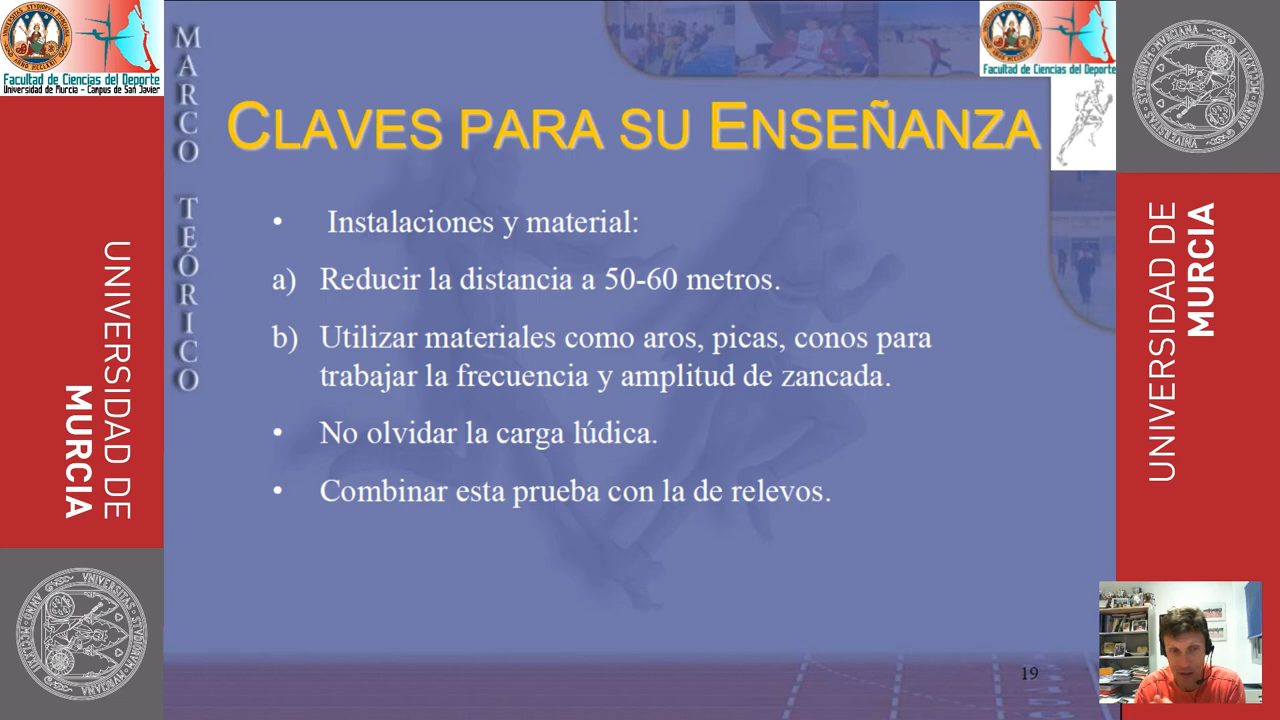 Facultad de Ciencias del Deporte
Universidad de Murcia - Campus de San Javier
UNIVERSIDAD DE
MURCIA
MARCO TEÓRICO
CLAVES PARA SU ENSEÑANZA
• Instalaciones y material:
a) Reducir la distancia a 50-60 metros.
b) Utilizar materiales como aros, picas, conos para
trabajar la frecuencia y amplitud de zancada.
• No olvidar la carga lúdica.
• Combinar esta prueba con la de relevos.
19
Facultad de Ciencias del Deporte
UNIVERSIDAD DE
MURCIA